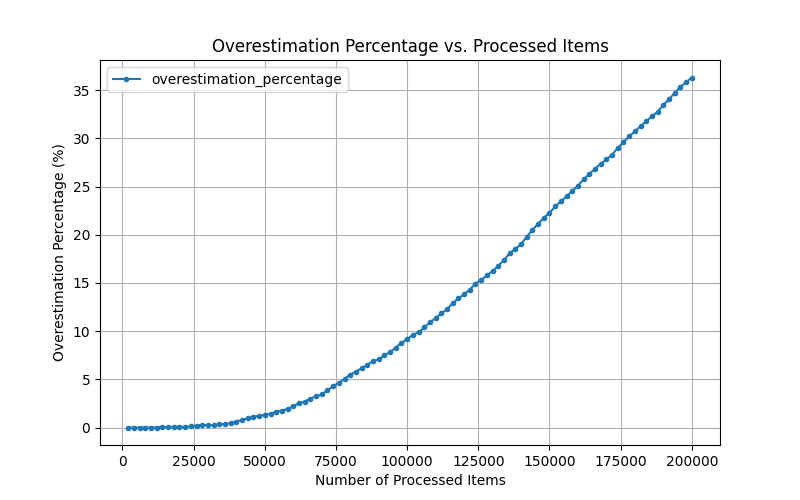 Overestimation Percentage vs. Processed Items
overestimation_percentage
Overestimation Percentage (%)
35
30
25
20
15
10
5
0
0 25000 50000 75000 100000 125000 150000 175000 200000
Number of Processed Items